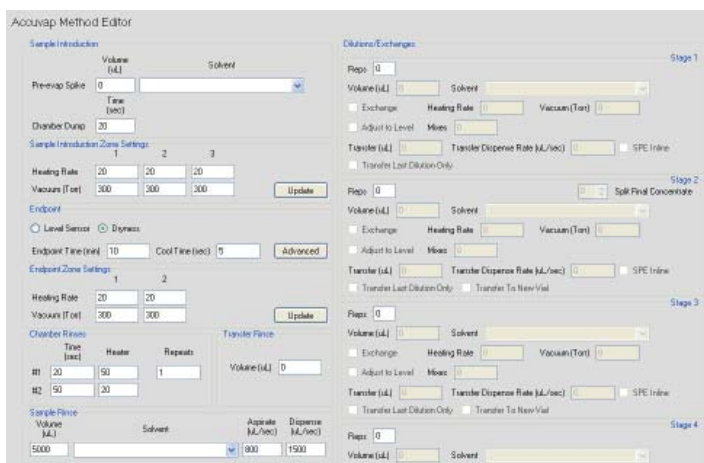 Accuvap Method Editor
Sample Introduction
Volume (uL) Solvent
Pre-evap Spike 0
Time (sec)
Chamber Dump 20
Sample Introduction Zone Settings
1 2 3
Heating Rate 20 20 20
Vacuum (Torr) 300 300 300 Update
Endpoint
Level Sensor Dryness
Endpoint Time (min) 10 Cool Time (sec) 5 Advanced
Endpoint Zone Settings
1 2
Heating Rate 20 20
Vacuum (Torr) 300 300 Update
Chamber Rinses
Time (sec) Heater Repeats
#1 20 50 1
#2 50 20
Transfer Rinse
Volume (uL) 0
Sample Rinse
Volume (uL) Solvent Aspirate (uL/sec) Dispense (uL/sec)
5000 800 1500
Dilutions/Exchanges
Stage 1
Reps 0
Volume (uL) 0 Solvent
Exchange Heating Rate 0 Vacuum (Torr) 0
Adjust to Level Mixes 0
Transfer (uL) 0 Transfer Dispense Rate (uL/sec) 0 SPE Inline
Transfer Last Dilution Only
Stage 2
Reps 0 0 Split Final Concentrate
Volume (uL) 0 Solvent
Exchange Heating Rate 0 Vacuum (Torr) 0
Adjust to Level Mixes 0
Transfer (uL) 0 Transfer Dispense Rate (uL/sec) 0 SPE Inline
Transfer Last Dilution Only Transfer To New Vial
Stage 3
Reps 0
Volume (uL) 0 Solvent
Exchange Heating Rate 0 Vacuum (Torr) 0
Adjust to Level Mixes 0
Transfer (uL) 0 Transfer Dispense Rate (uL/sec) 0 SPE Inline
Transfer Last Dilution Only Transfer To New Vial
Stage 4
Reps 0
Volume (uL) 0 Solvent